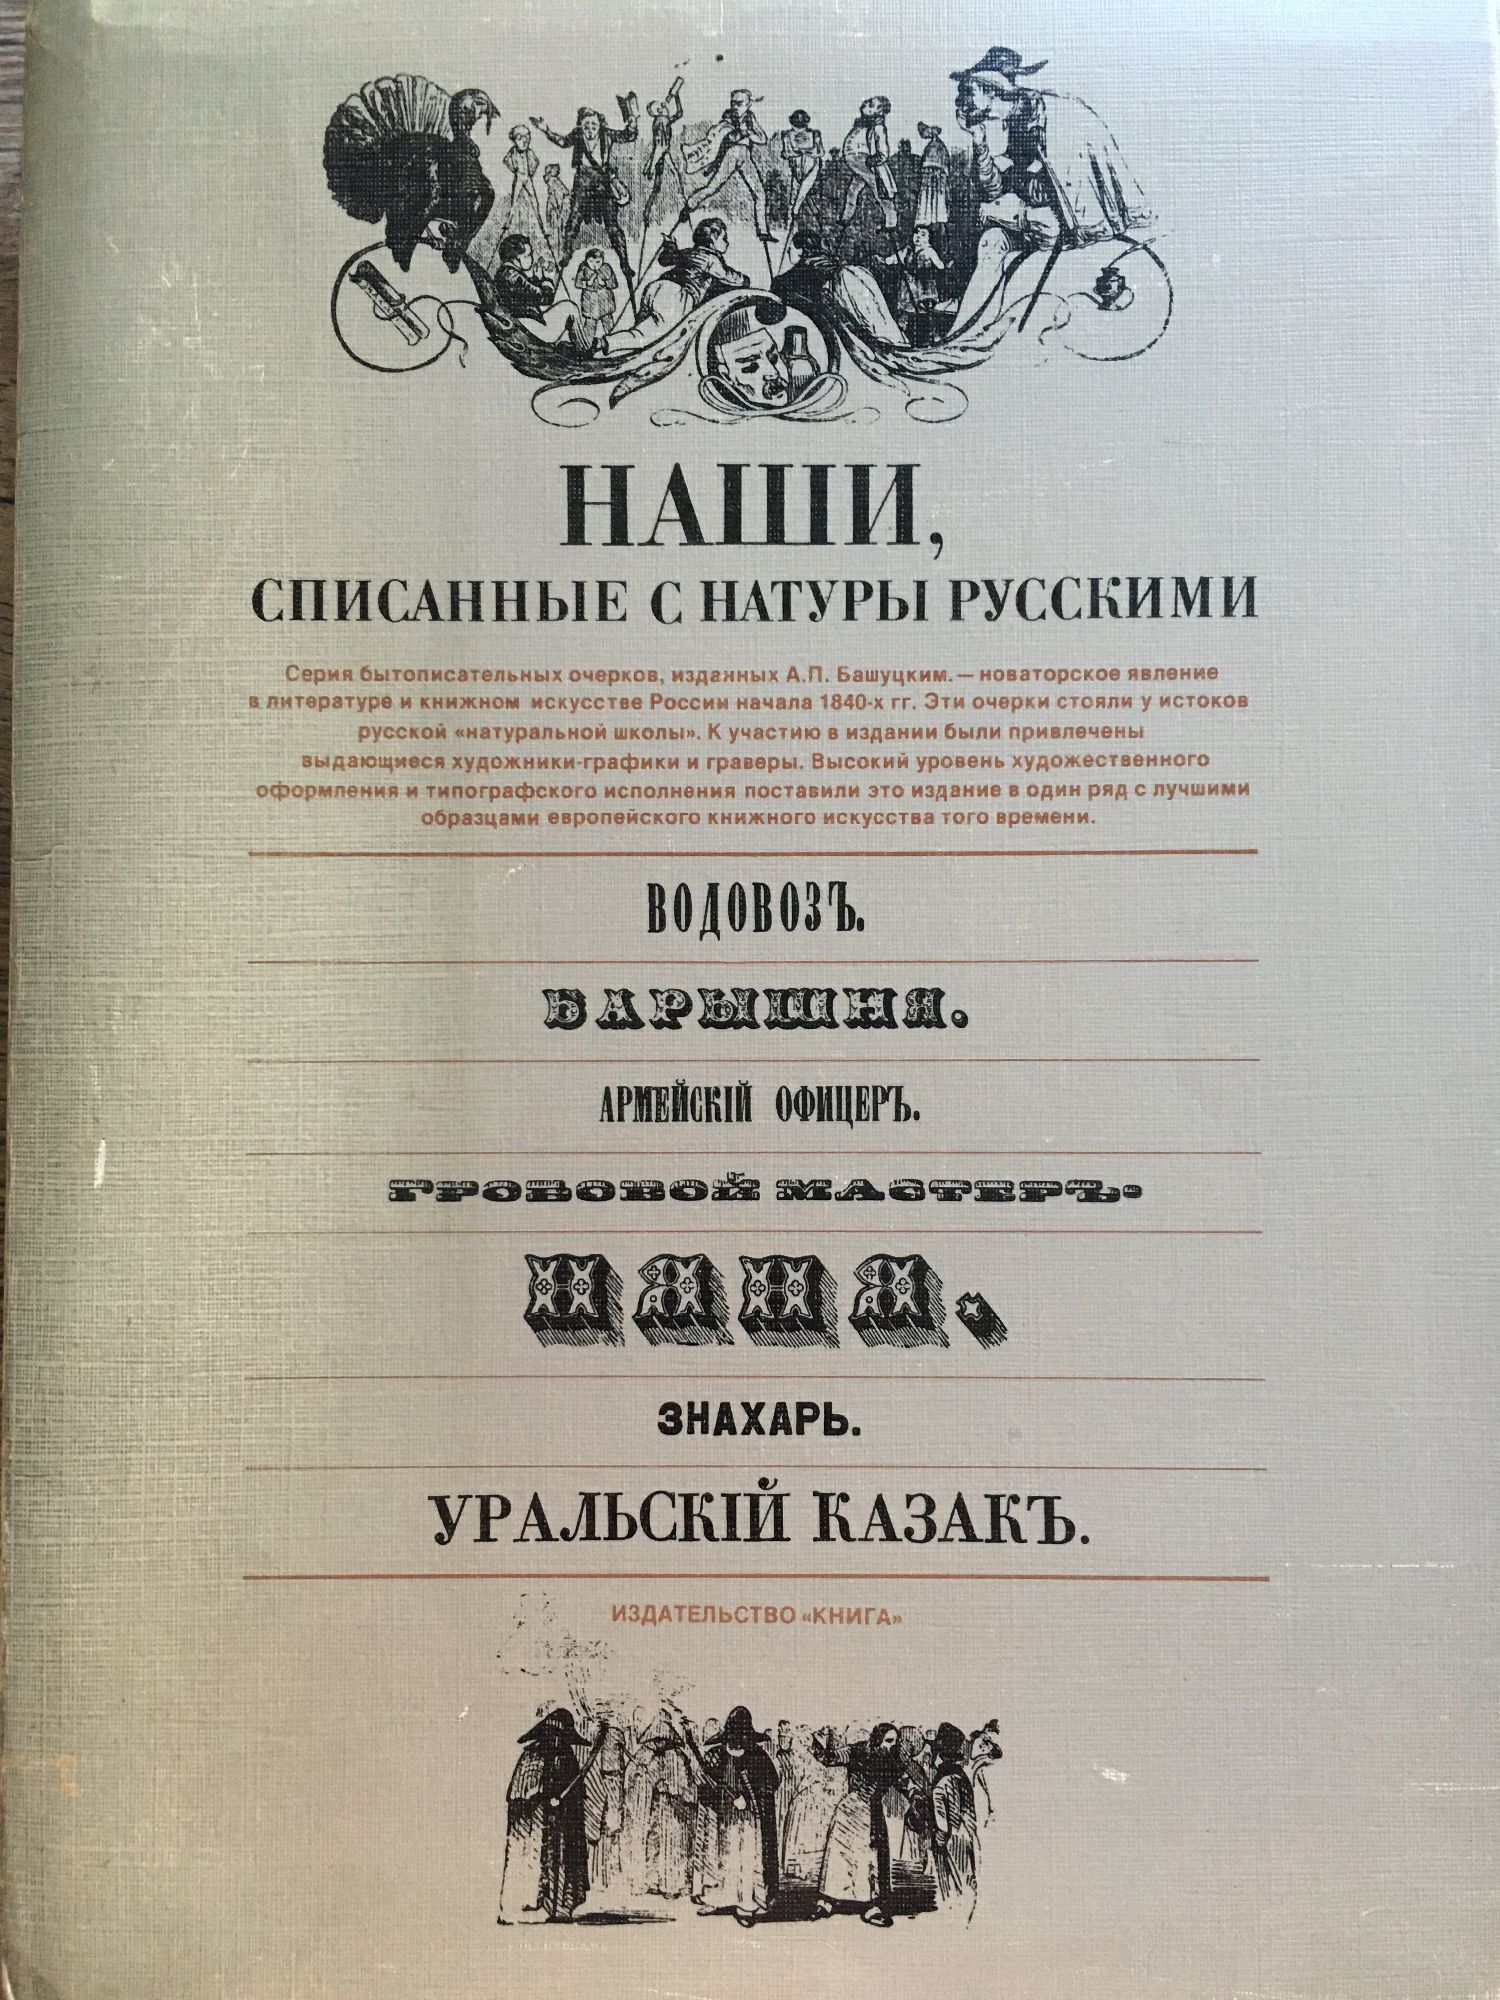 НАШИ,
СПИСАННЫЕ С НАТУРЫ РУССКИМИ
Серия бытописательных очерков, изданных А.П. Башуцким.— новаторское явление
в литературе и книжном искусстве России начала 1840-х гг. Эти очерки стояли у истоков
русской «натуральной школы». К участию в издании были привлечены
выдающиеся художники-графики и граверы. Высокий уровень художественного
оформления и типографского исполнения поставили это издание в один ряд с лучшими
образцами европейского книжного искусства того времени.
ВОДОВОЗЪ.
БАРЫШНЯ.
АРМЕЙСКІЙ ОФИЦЕРЪ.
ГРОБОВОЙ МАСТЕРЪ.
НЯНЯ.
ЗНАХАРЬ.
УРАЛЬСКІЙ КАЗАКЪ.
ИЗДАТЕЛЬСТВО «КНИГА»